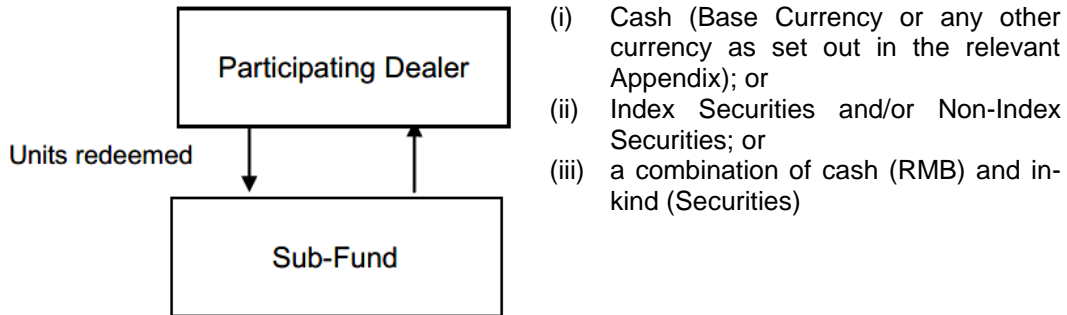 Participating Dealer
Units redeemed
Sub-Fund
(i) Cash (Base Currency or any other
currency as set out in the relevant
Appendix); or
(ii) Index Securities and/or Non-Index
Securities; or
(iii) a combination of cash (RMB) and in-
kind (Securities)